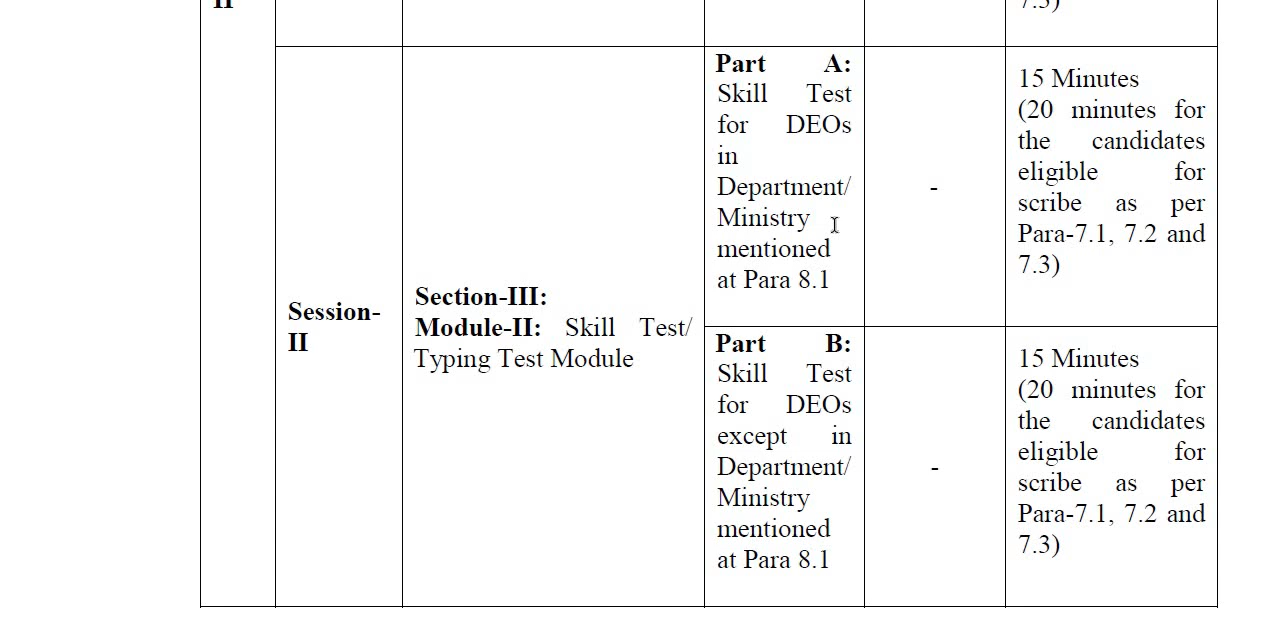 II
7.3)
Session-
II
Section-III:
Module-II: Skill Test/
Typing Test Module
Part A:
Skill Test
for DEOs
in
Department/
Ministry
mentioned
at Para 8.1
-
15 Minutes
(20 minutes for
the candidates
eligible for
scribe as per
Para-7.1, 7.2 and
7.3)
Part B:
Skill Test
for DEOs
except in
Department/
Ministry
mentioned
at Para 8.1
-
15 Minutes
(20 minutes for
the candidates
eligible for
scribe as per
Para-7.1, 7.2 and
7.3)